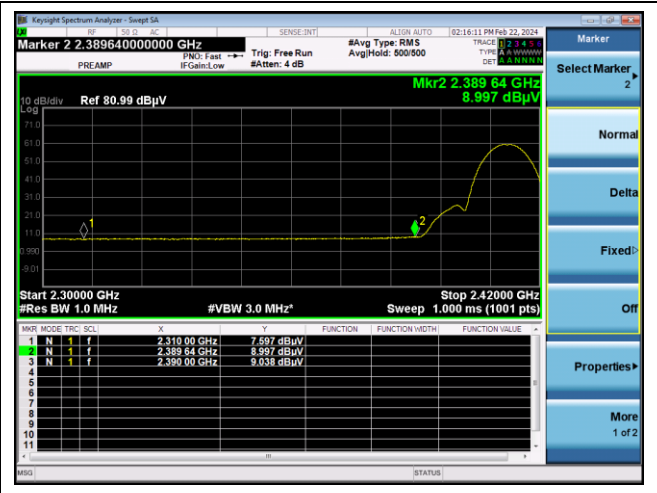 Keysight Spectrum Analyzer - Swept SA
RF 50 Ω AC SENSE:INT ALIGN AUTO 02:16:11 PM Feb 22, 2024
Marker 2 2.389640000000 GHz
PREAMP
PNO: Fast
IFGain:Low
Trig: Free Run
#Atten: 4 dB
#Avg Type: RMS
Avg|Hold: 500/500
TRACE 1 2 3 4 5 6
TYPE A A WWWW
DET A A N N N N
Mkr2 2.389 64 GHz
8.997 dBµV
10 dB/div Ref 80.99 dBµV
Log
71.0
61.0
51.0
41.0
31.0
21.0
11.0
0.990
-9.01
1
2
Start 2.30000 GHz Stop 2.42000 GHz
#Res BW 1.0 MHz #VBW 3.0 MHz* Sweep 1.000 ms (1001 pts)
MKR MODE TRC SCL X Y FUNCTION FUNCTION WIDTH FUNCTION VALUE
1 N 1 f 2.310 00 GHz 7.597 dBµV
2 N 1 f 2.389 64 GHz 8.997 dBµV
3 N 1 f 2.390 00 GHz 9.038 dBµV
4
5
6
7
8
9
10
11
MSG STATUS
Marker
Select Marker
2
Normal
Delta
Fixed
Off
Properties
More
1 of 2